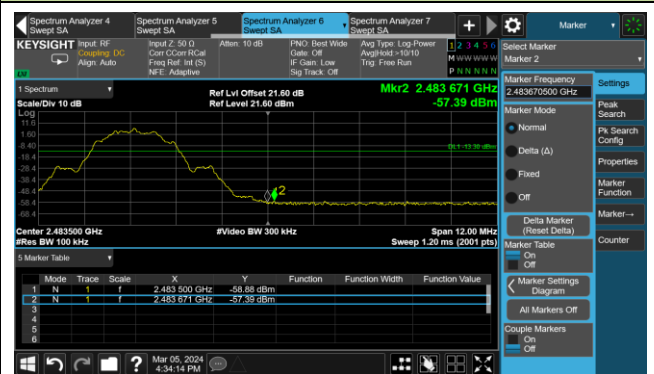 Spectrum Analyzer 4
Swept SA
Spectrum Analyzer 5
Swept SA
Spectrum Analyzer 6
Swept SA
Spectrum Analyzer 7
Swept SA
+
Marker
KEYSIGHT
Input: RF
Coupling: DC
Align: Auto
Input Z: 50 Ω
Corr CCorr RCal
Freq Ref: Int (S)
NFE: Adaptive
Atten: 10 dB
PNO: Best Wide
Gate: Off
IF Gain: Low
Sig Track: Off
Avg Type: Log-Power
Avg|Hold:>10/10
Trig: Free Run
1 2 3 4 5 6
M W W W W W
P N N N N N
Select Marker
Marker 2
Marker Frequency
2.483670500 GHz
Marker Mode
Normal
Delta (Δ)
Fixed
Off
Delta Marker
(Reset Delta)
Marker Table
On
Off
Marker Settings
Diagram
All Markers Off
Couple Markers
On
Off
Settings
Peak
Search
Pk Search
Config
Properties
Marker
Function
Marker→
Counter
1 Spectrum
Scale/Div 10 dB
Ref Lvl Offset 21.60 dB
Ref Level 21.60 dBm
Mkr2 2.483 671 GHz
-57.39 dBm
Log
11.6
1.60
-8.40
-18.4
-28.4
-38.4
-48.4
-58.4
-68.4
DL1 -13.39 dBm
2
Center 2.483500 GHz
#Res BW 100 kHz
#Video BW 300 kHz
Span 12.00 MHz
Sweep 1.20 ms (2001 pts)
5 Marker Table
Mode Trace Scale X Y Function Function Width Function Value
1 N 1 f 2.483 500 GHz -58.88 dBm
2 N 1 f 2.483 671 GHz -57.39 dBm
3
4
5
6
?
Mar 05, 2024
4:34:14 PM